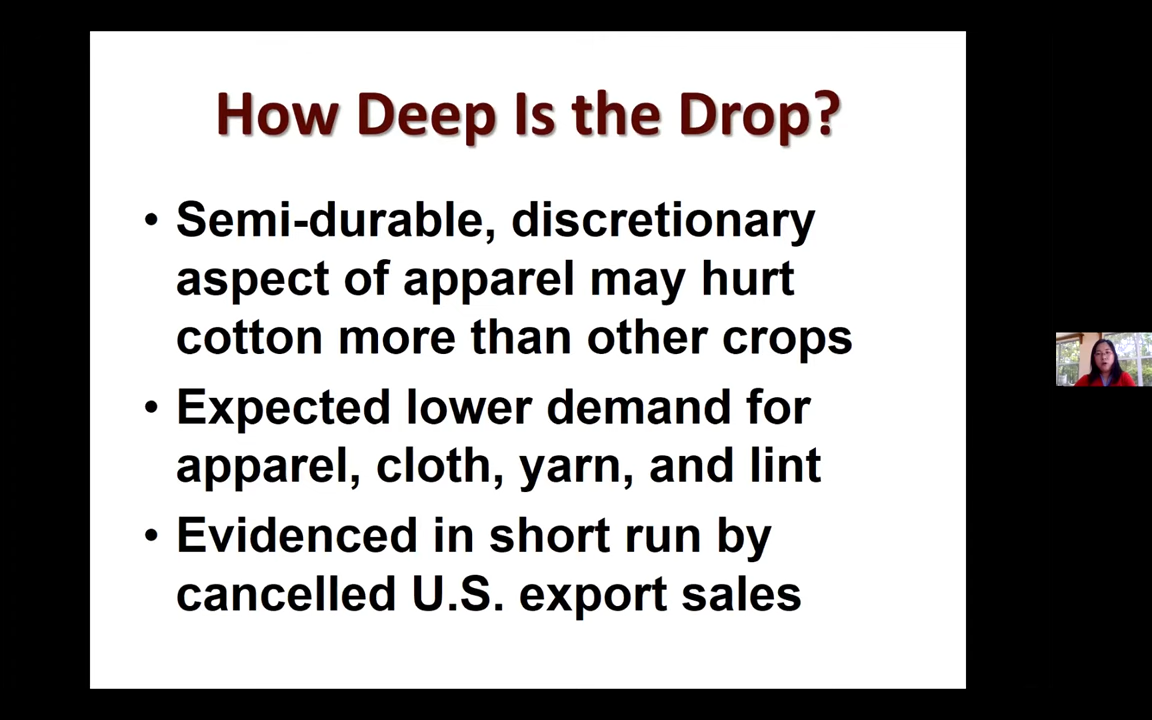 How Deep Is the Drop?
• Semi-durable, discretionary
aspect of apparel may hurt
cotton more than other crops
• Expected lower demand for
apparel, cloth, yarn, and lint
• Evidenced in short run by
cancelled U.S. export sales